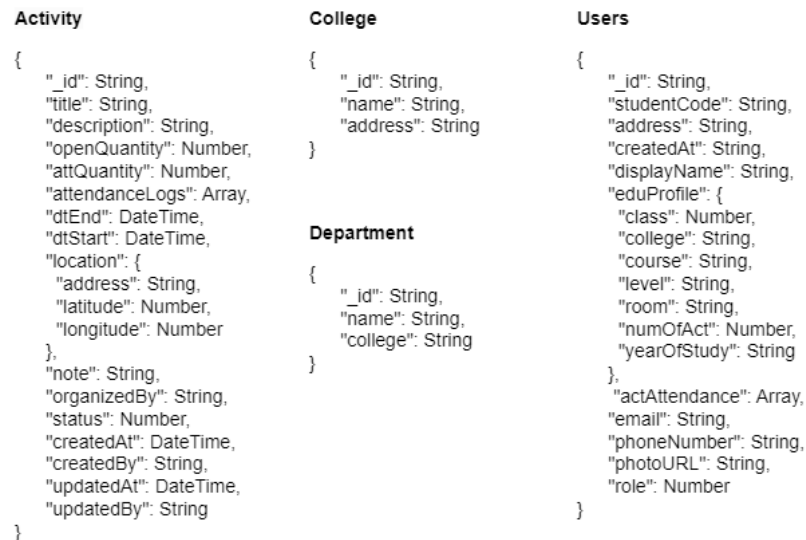 Activity
{
"_id": String,
"title": String,
"description": String,
"openQuantity": Number,
"attQuantity": Number,
"attendanceLogs": Array,
"dtEnd": DateTime,
"dtStart": DateTime,
"location": {
"address": String,
"latitude": Number,
"longitude": Number
},
"note": String,
"organizedBy": String,
"status": Number,
"createdAt": DateTime,
"createdBy": String,
"updatedAt": DateTime,
"updatedBy": String
}
College
{
"_id": String,
"name": String,
"address": String
}
Department
{
"_id": String,
"name": String,
"college": String
}
Users
{
"_id": String,
"studentCode": String,
"address": String,
"createdAt": String,
"displayName": String,
"eduProfile": {
"class": Number,
"college": String,
"course": String,
"level": String,
"room": String,
"numOfAct": Number,
"yearOfStudy": String
},
"actAttendance": Array,
"email": String,
"phoneNumber": String,
"photoURL": String,
"role": Number
}